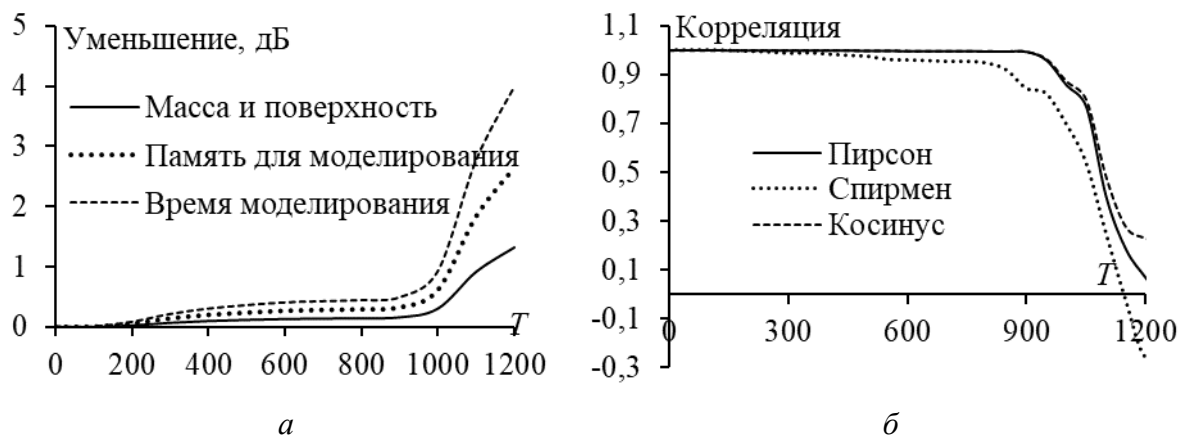 5
Уменьшение, дБ
4
Масса и поверхность
3
Память для моделирования
2
Время моделирования
1
0
T
0 200 400 600 800 1000 1200
а
1,1
Корреляция
0,9
0,7
Пирсон
0,5
Спирмен
0,3
Косинус
0,1
T
-0,1
0 300 600 900 1200
-0,3
б